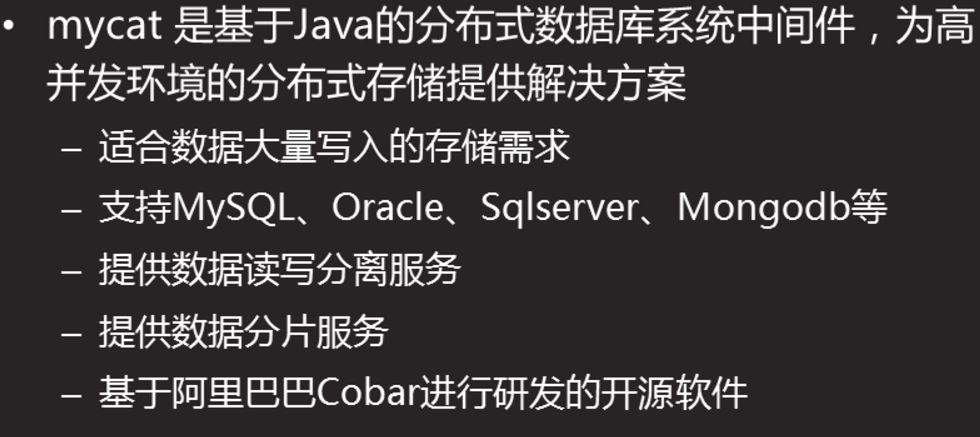 • mycat 是基于Java的分布式数据库系统中间件，为高
并发环境的分布式存储提供解决方案
– 适合数据大量写入的存储需求
– 支持MySQL、Oracle、Sqlserver、Mongodb等
– 提供数据读写分离服务
– 提供数据分片服务
– 基于阿里巴巴Cobar进行研发的开源软件